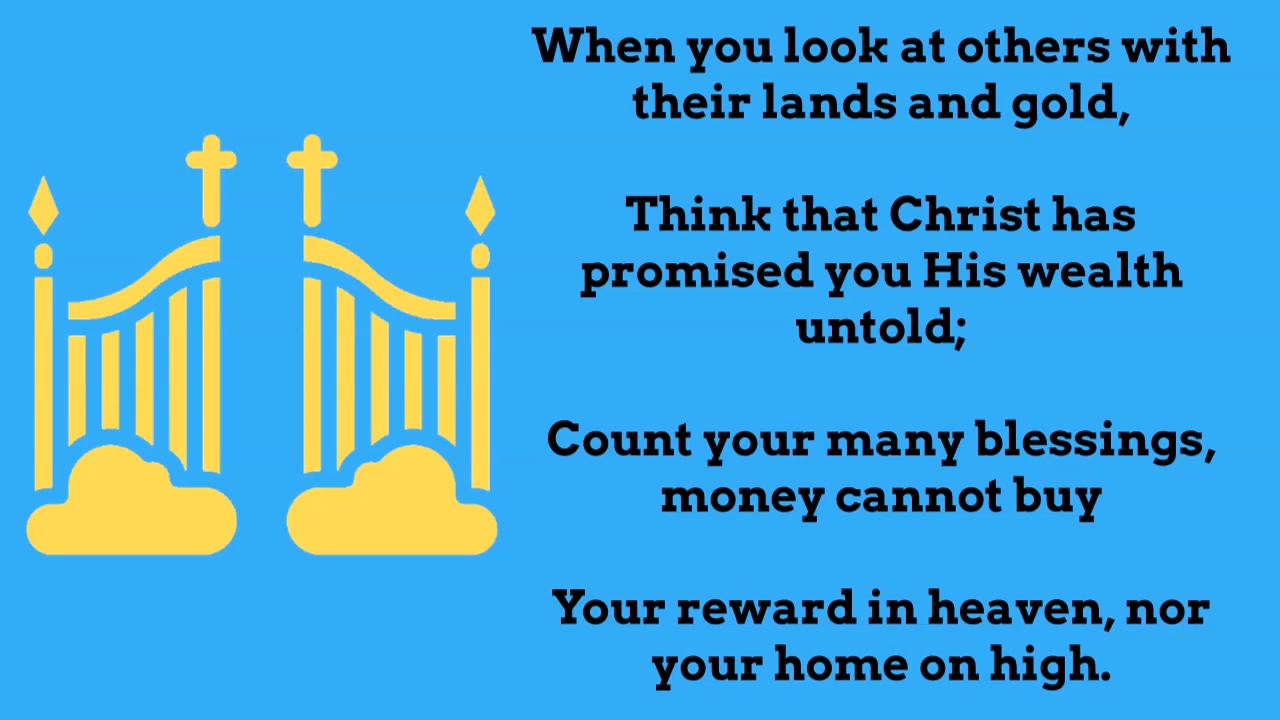 When you look at others with
their lands and gold,
Think that Christ has
promised you His wealth
untold;
Count your many blessings,
money cannot buy
Your reward in heaven, nor
your home on high.